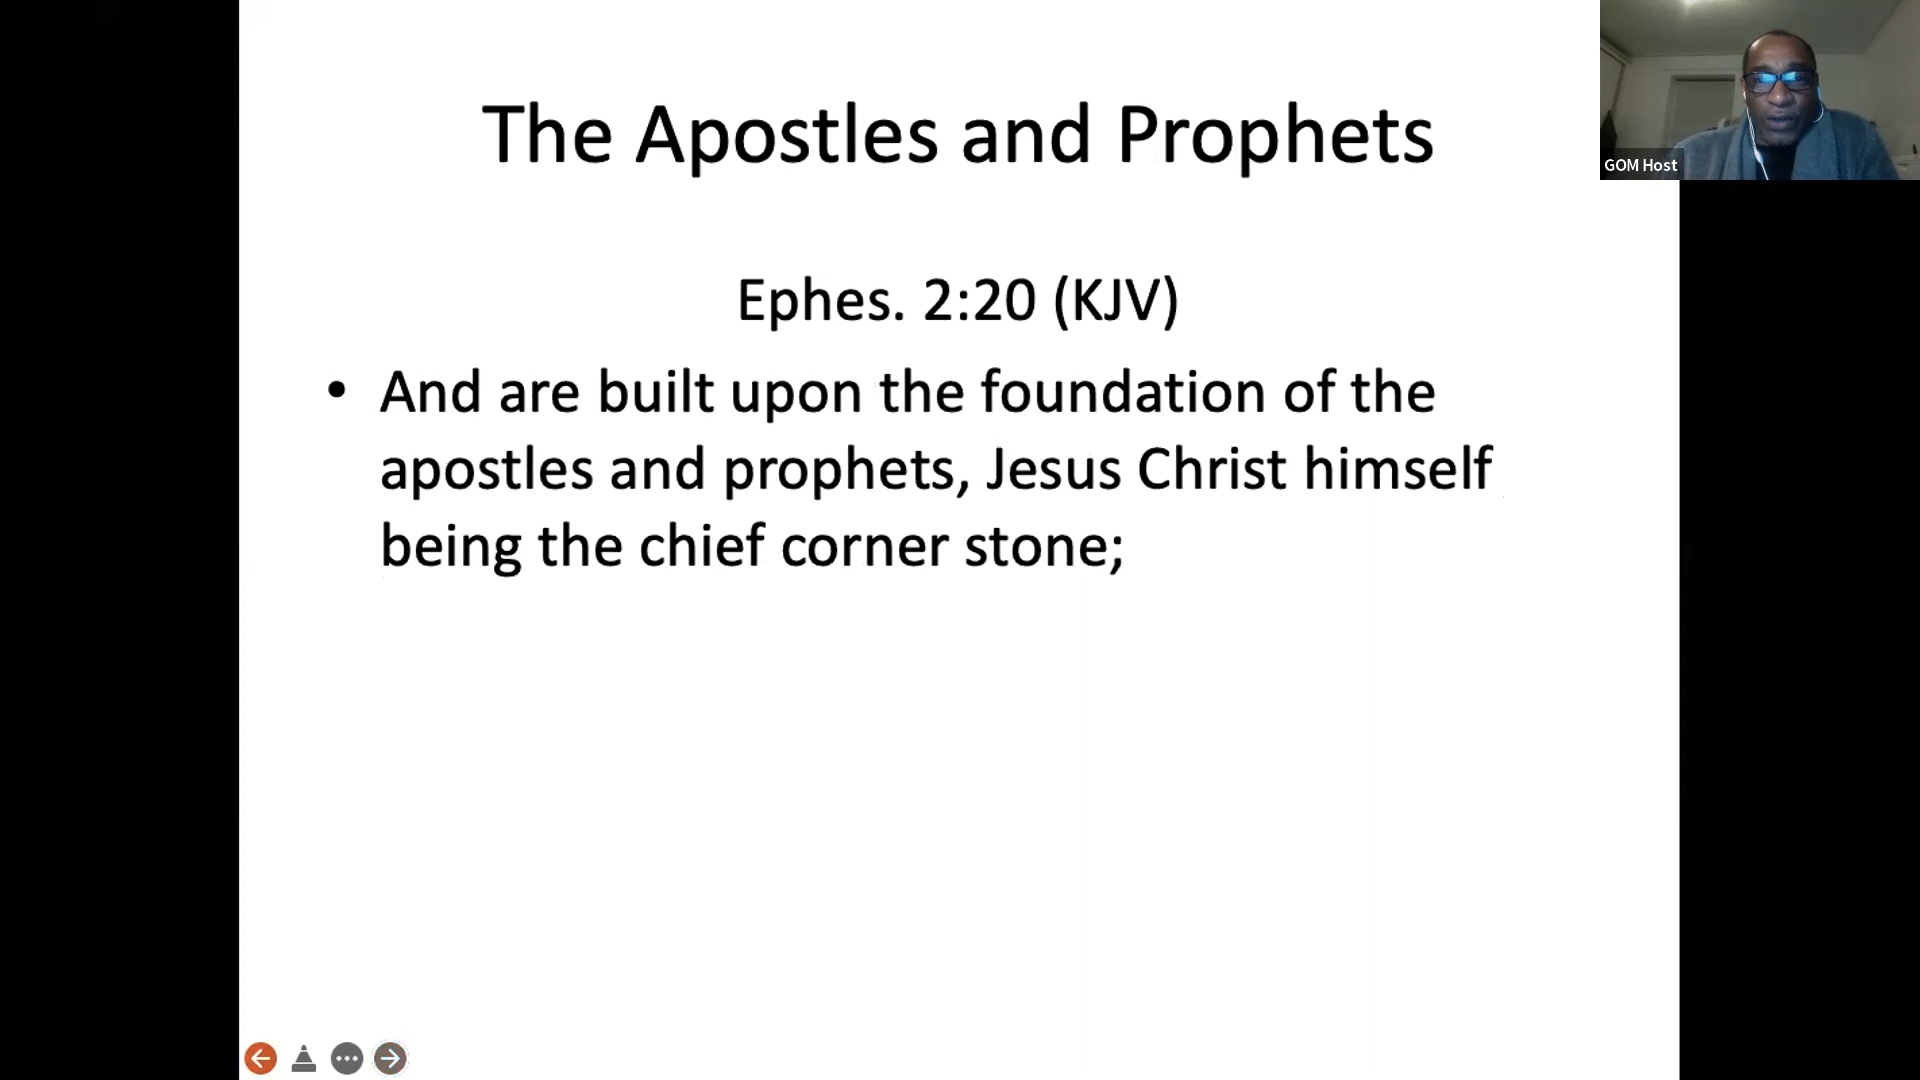 The Apostles and Prophets
GOM Host
Ephes. 2:20 (KJV)
• And are built upon the foundation of the
apostles and prophets, Jesus Christ himself
being the chief corner stone;